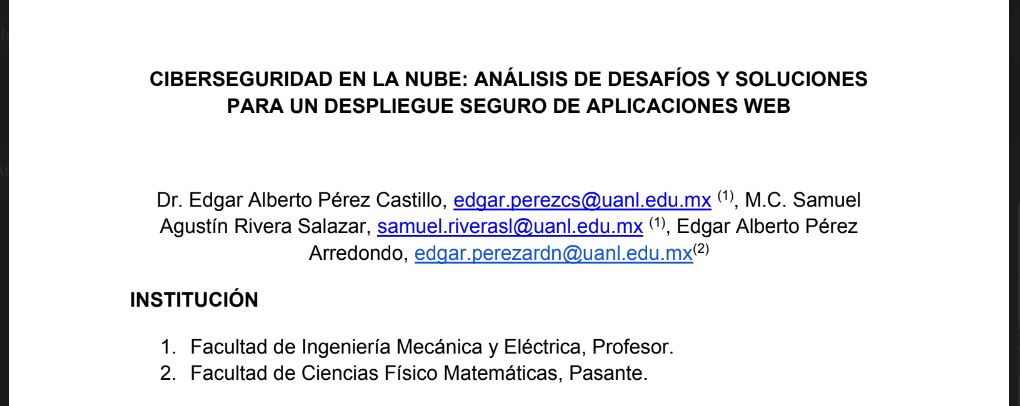 CIBERSEGURIDAD EN LA NUBE: ANÁLISIS DE DESAFÍOS Y SOLUCIONES
PARA UN DESPLIEGUE SEGURO DE APLICACIONES WEB
Dr. Edgar Alberto Pérez Castillo, edgar.perezcs@uanl.edu.mx (1), M.C. Samuel
Agustín Rivera Salazar, samuel.riverasl@uanl.edu.mx (1), Edgar Alberto Pérez
Arredondo, edgar.perezardn@uanl.edu.mx(2)
INSTITUCIÓN
1. Facultad de Ingeniería Mecánica y Eléctrica, Profesor.
2. Facultad de Ciencias Físico Matemáticas, Pasante.